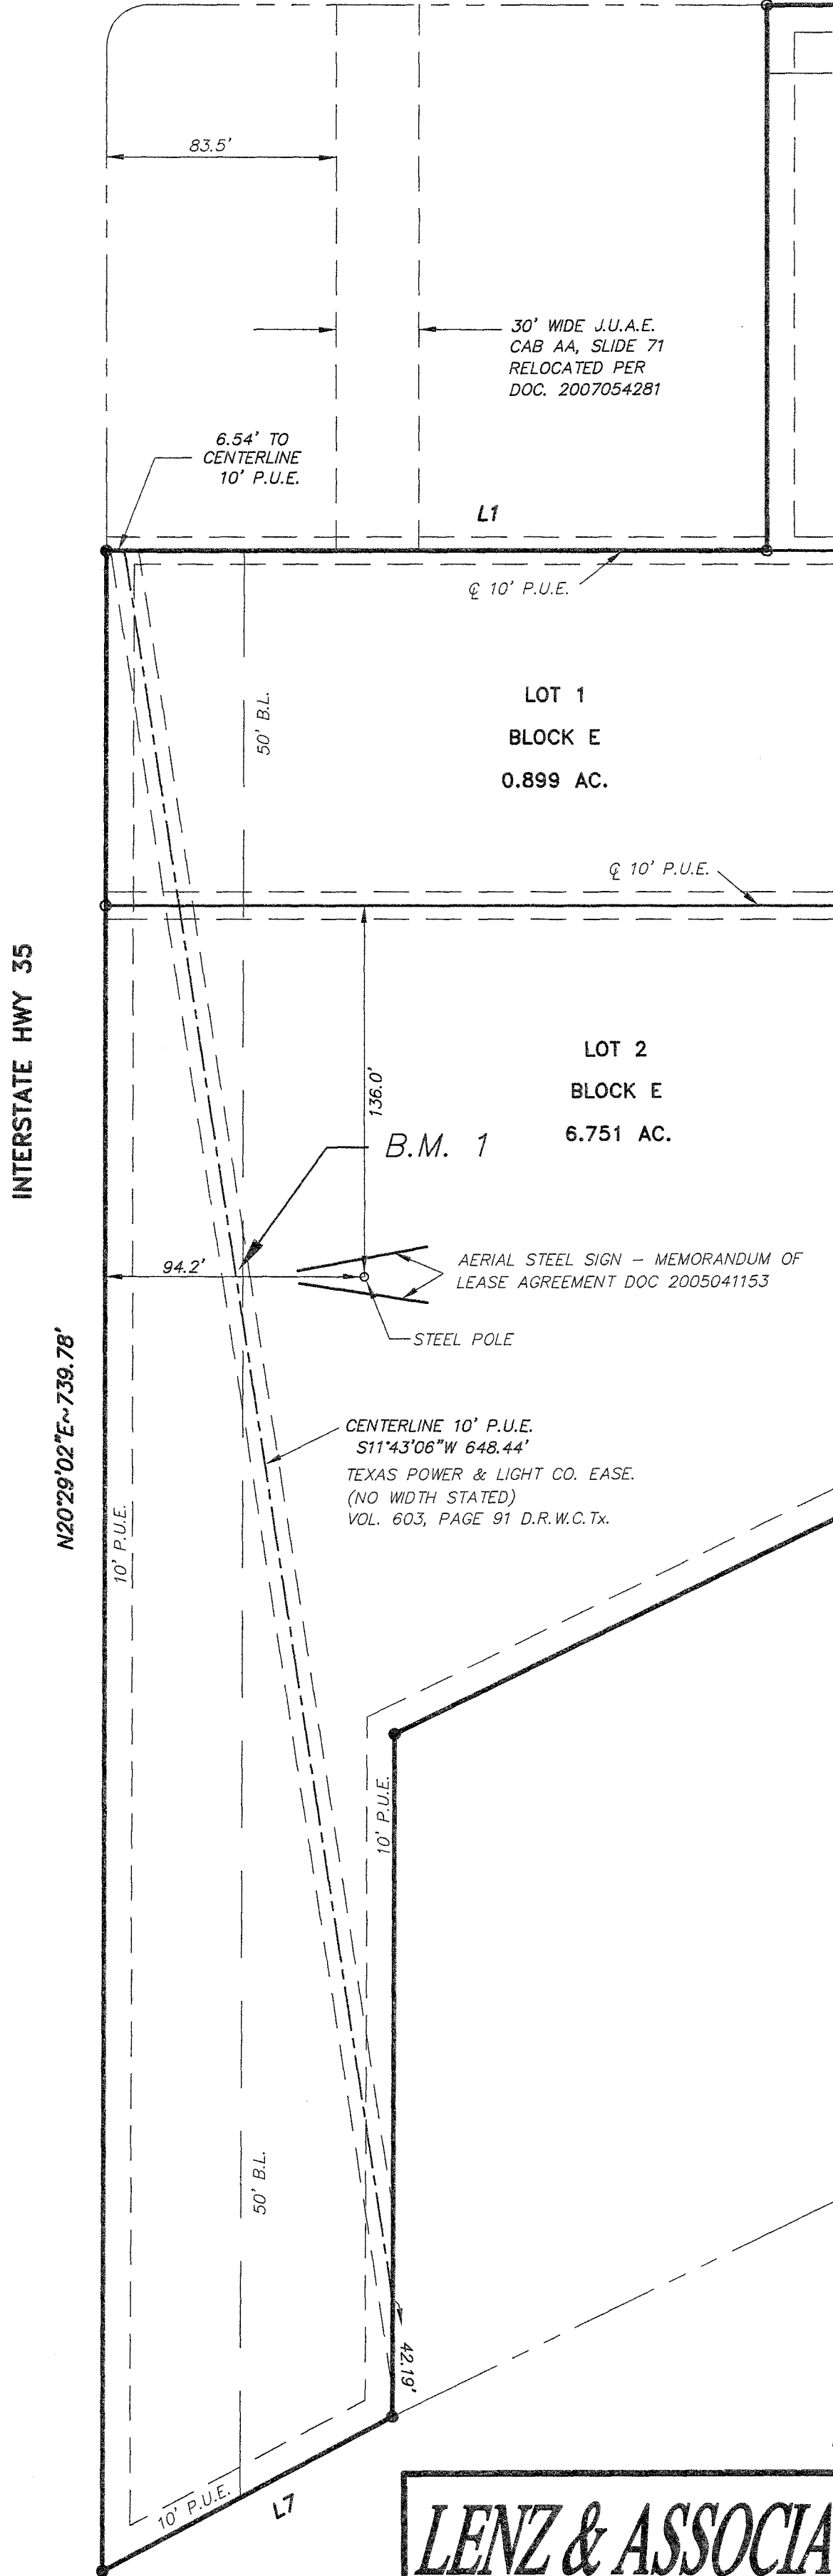 83.5'
30' WIDE J.U.A.E.
CAB AA, SLIDE 71
RELOCATED PER
DOC. 2007054281
6.54' TO
CENTERLINE
10' P.U.E.
L1
℄ 10' P.U.E.
LOT 1
BLOCK E
0.899 AC.
50' B.L.
℄ 10' P.U.E.
INTERSTATE HWY 35
LOT 2
BLOCK E
6.751 AC.
136.0'
B.M. 1
94.2'
AERIAL STEEL SIGN – MEMORANDUM OF
LEASE AGREEMENT DOC 2005041153
STEEL POLE
N20°29'02"E~739.78'
CENTERLINE 10' P.U.E.
S11°43'06"W 648.44'
TEXAS POWER & LIGHT CO. EASE.
(NO WIDTH STATED)
VOL. 603, PAGE 91 D.R.W.C.Tx.
10' P.U.E.
10' P.U.E.
50' B.L.
42.19'
10' P.U.E.
L7
LENZ & ASSOCIA